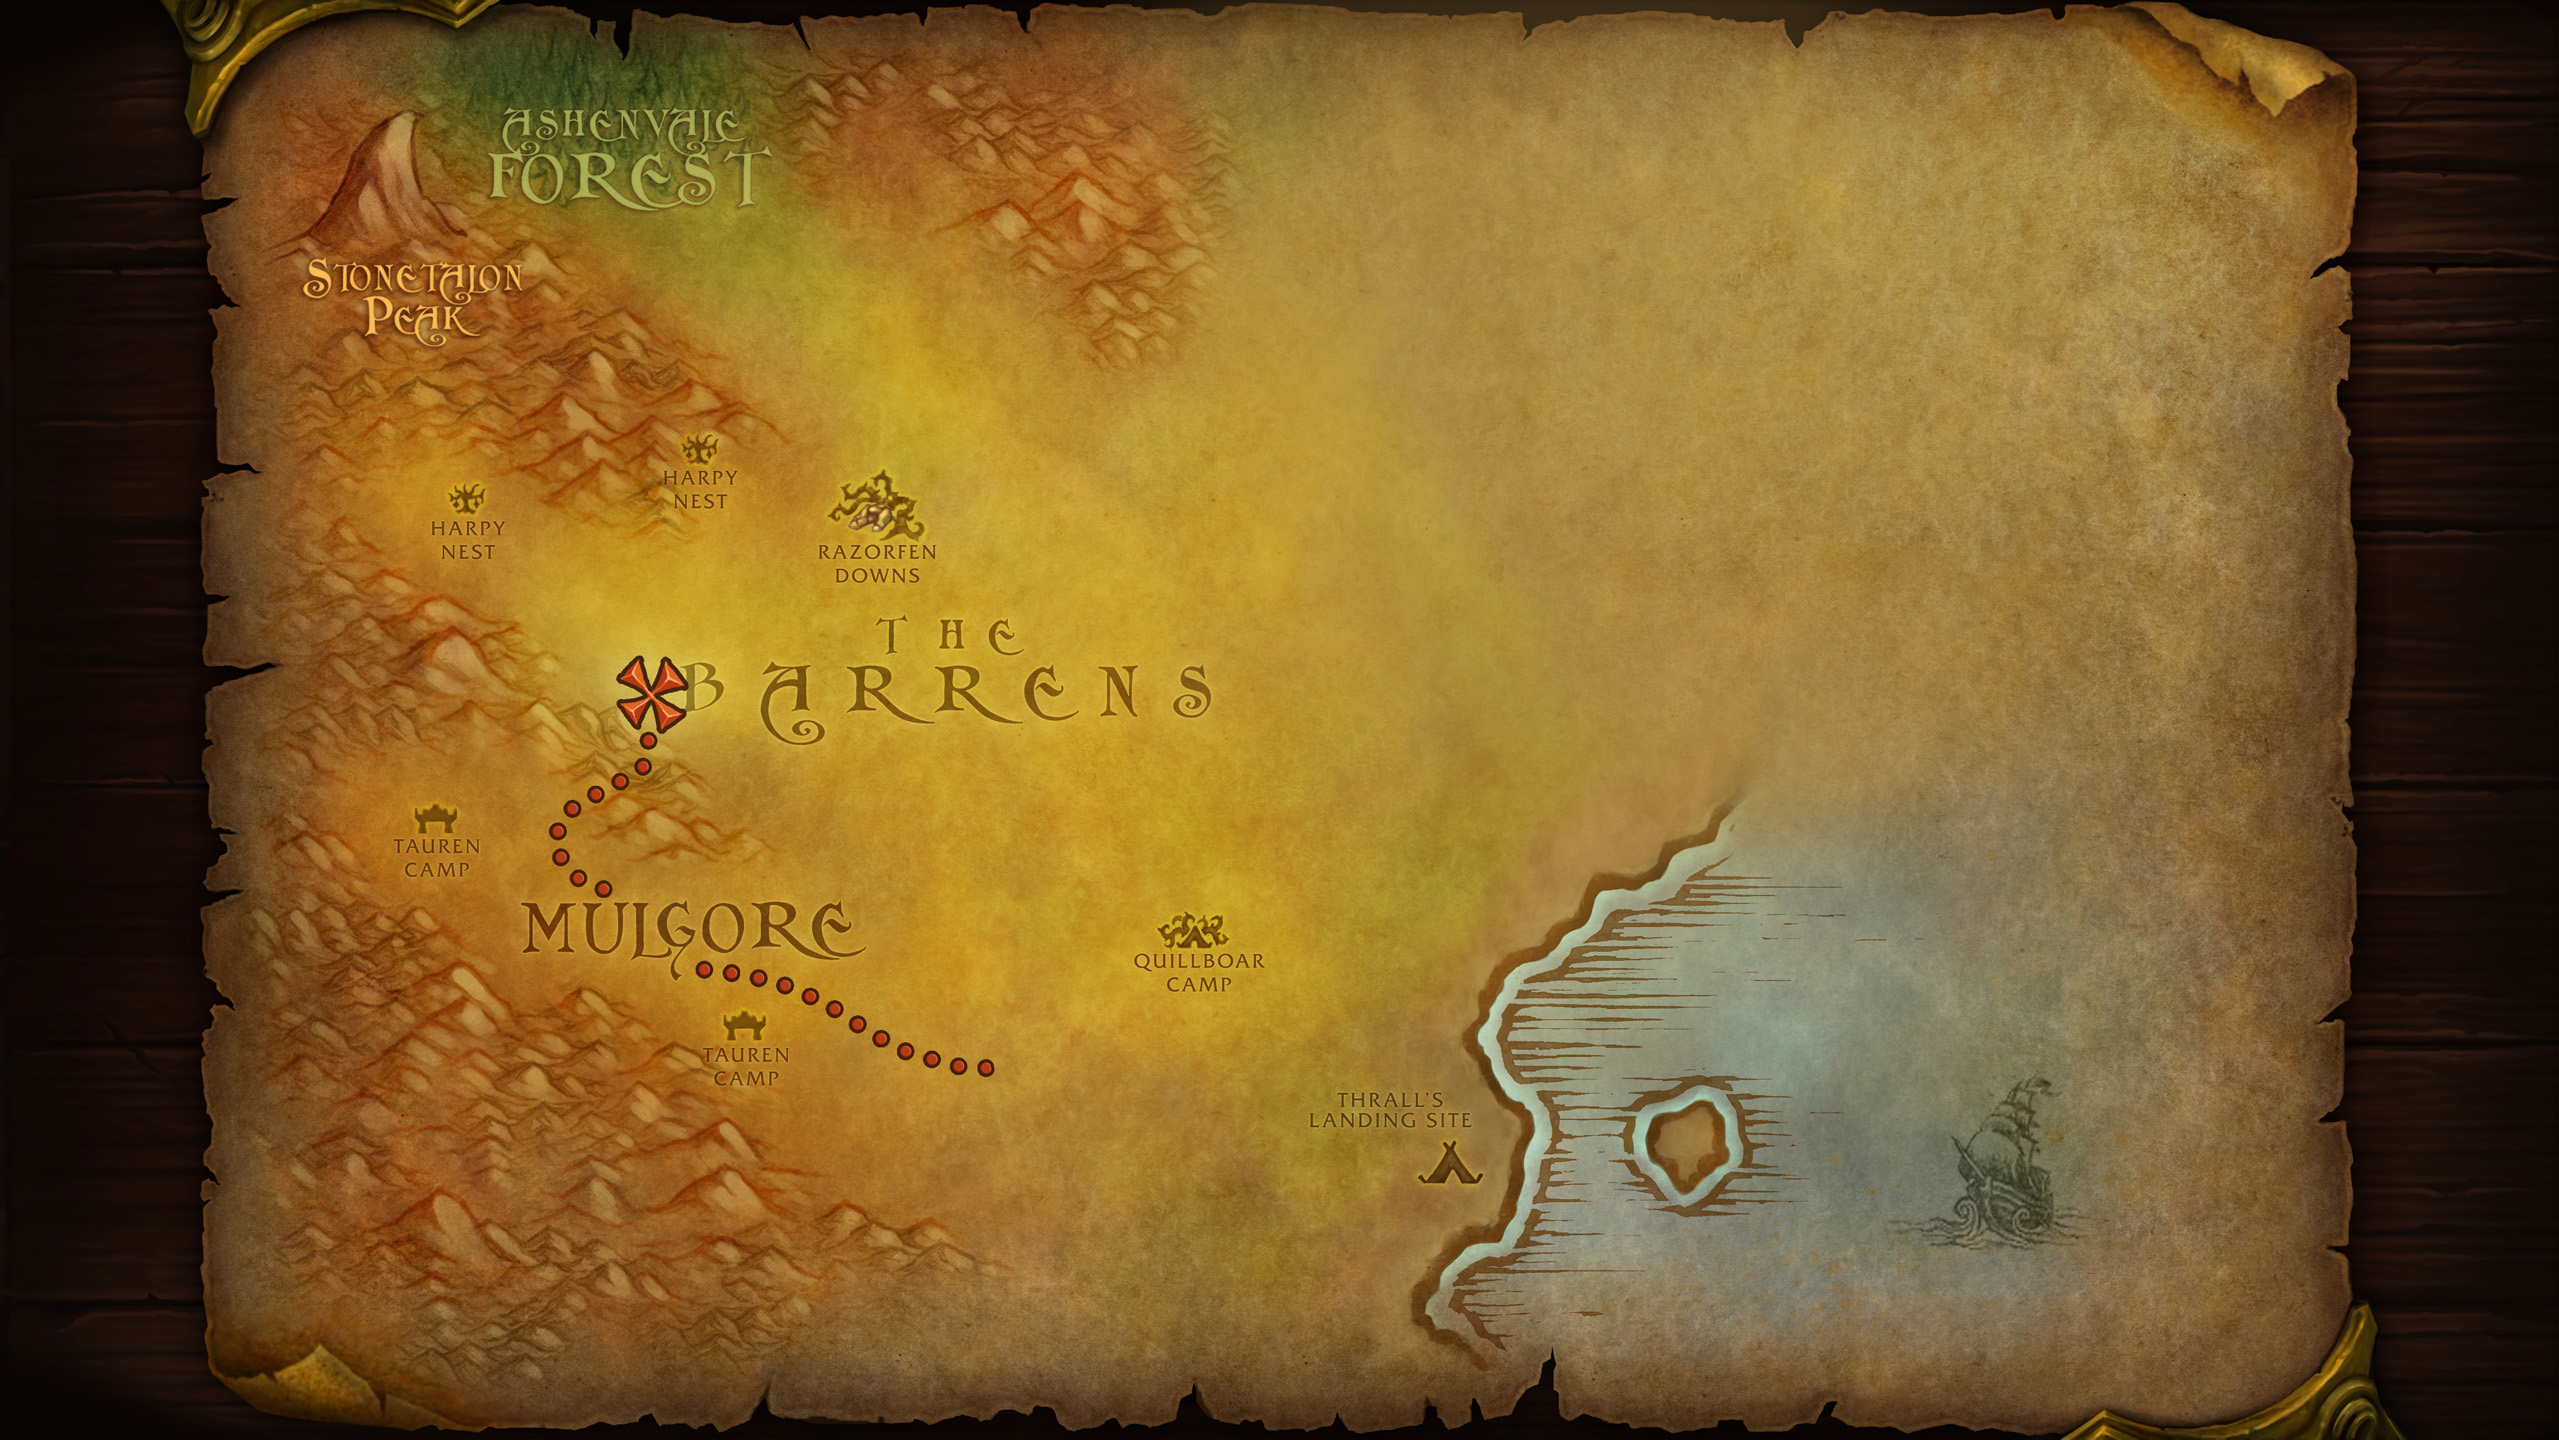 ASHENVALE
FOREST
STONETALON
PEAK
HARPY
NEST
HARPY
NEST
RAZORFEN
DOWNS
THE
BARRENS
TAUREN
CAMP
MULGORE
QUILLBOAR
CAMP
TAUREN
CAMP
THRALL'S
LANDING SITE